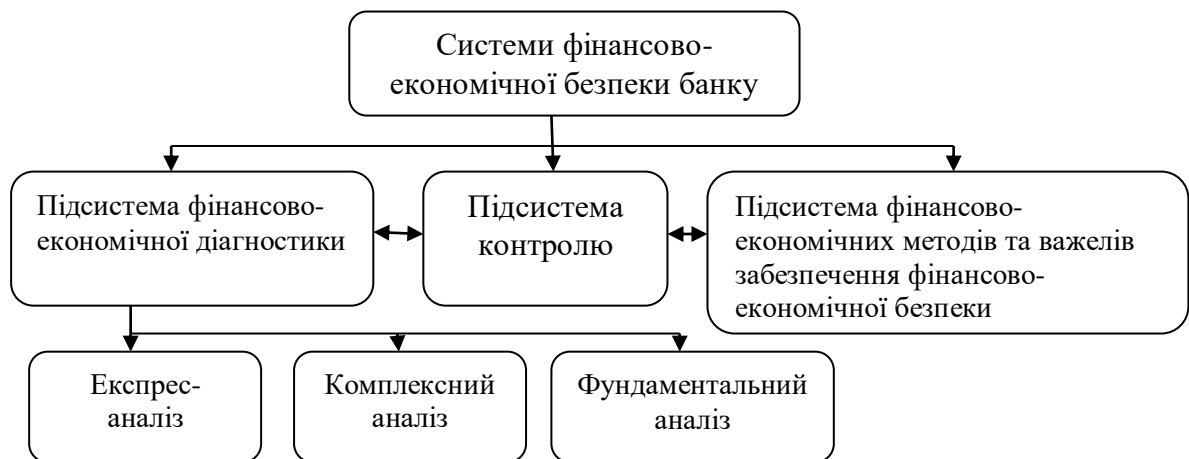 Системи фінансово-
економічної безпеки банку
Підсистема фінансово-
економічної діагностики
Підсистема
контролю
Підсистема фінансово-
економічних методів та важелів
забезпечення фінансово-
економічної безпеки
Експрес-
аналіз
Комплексний
аналіз
Фундаментальний
аналіз